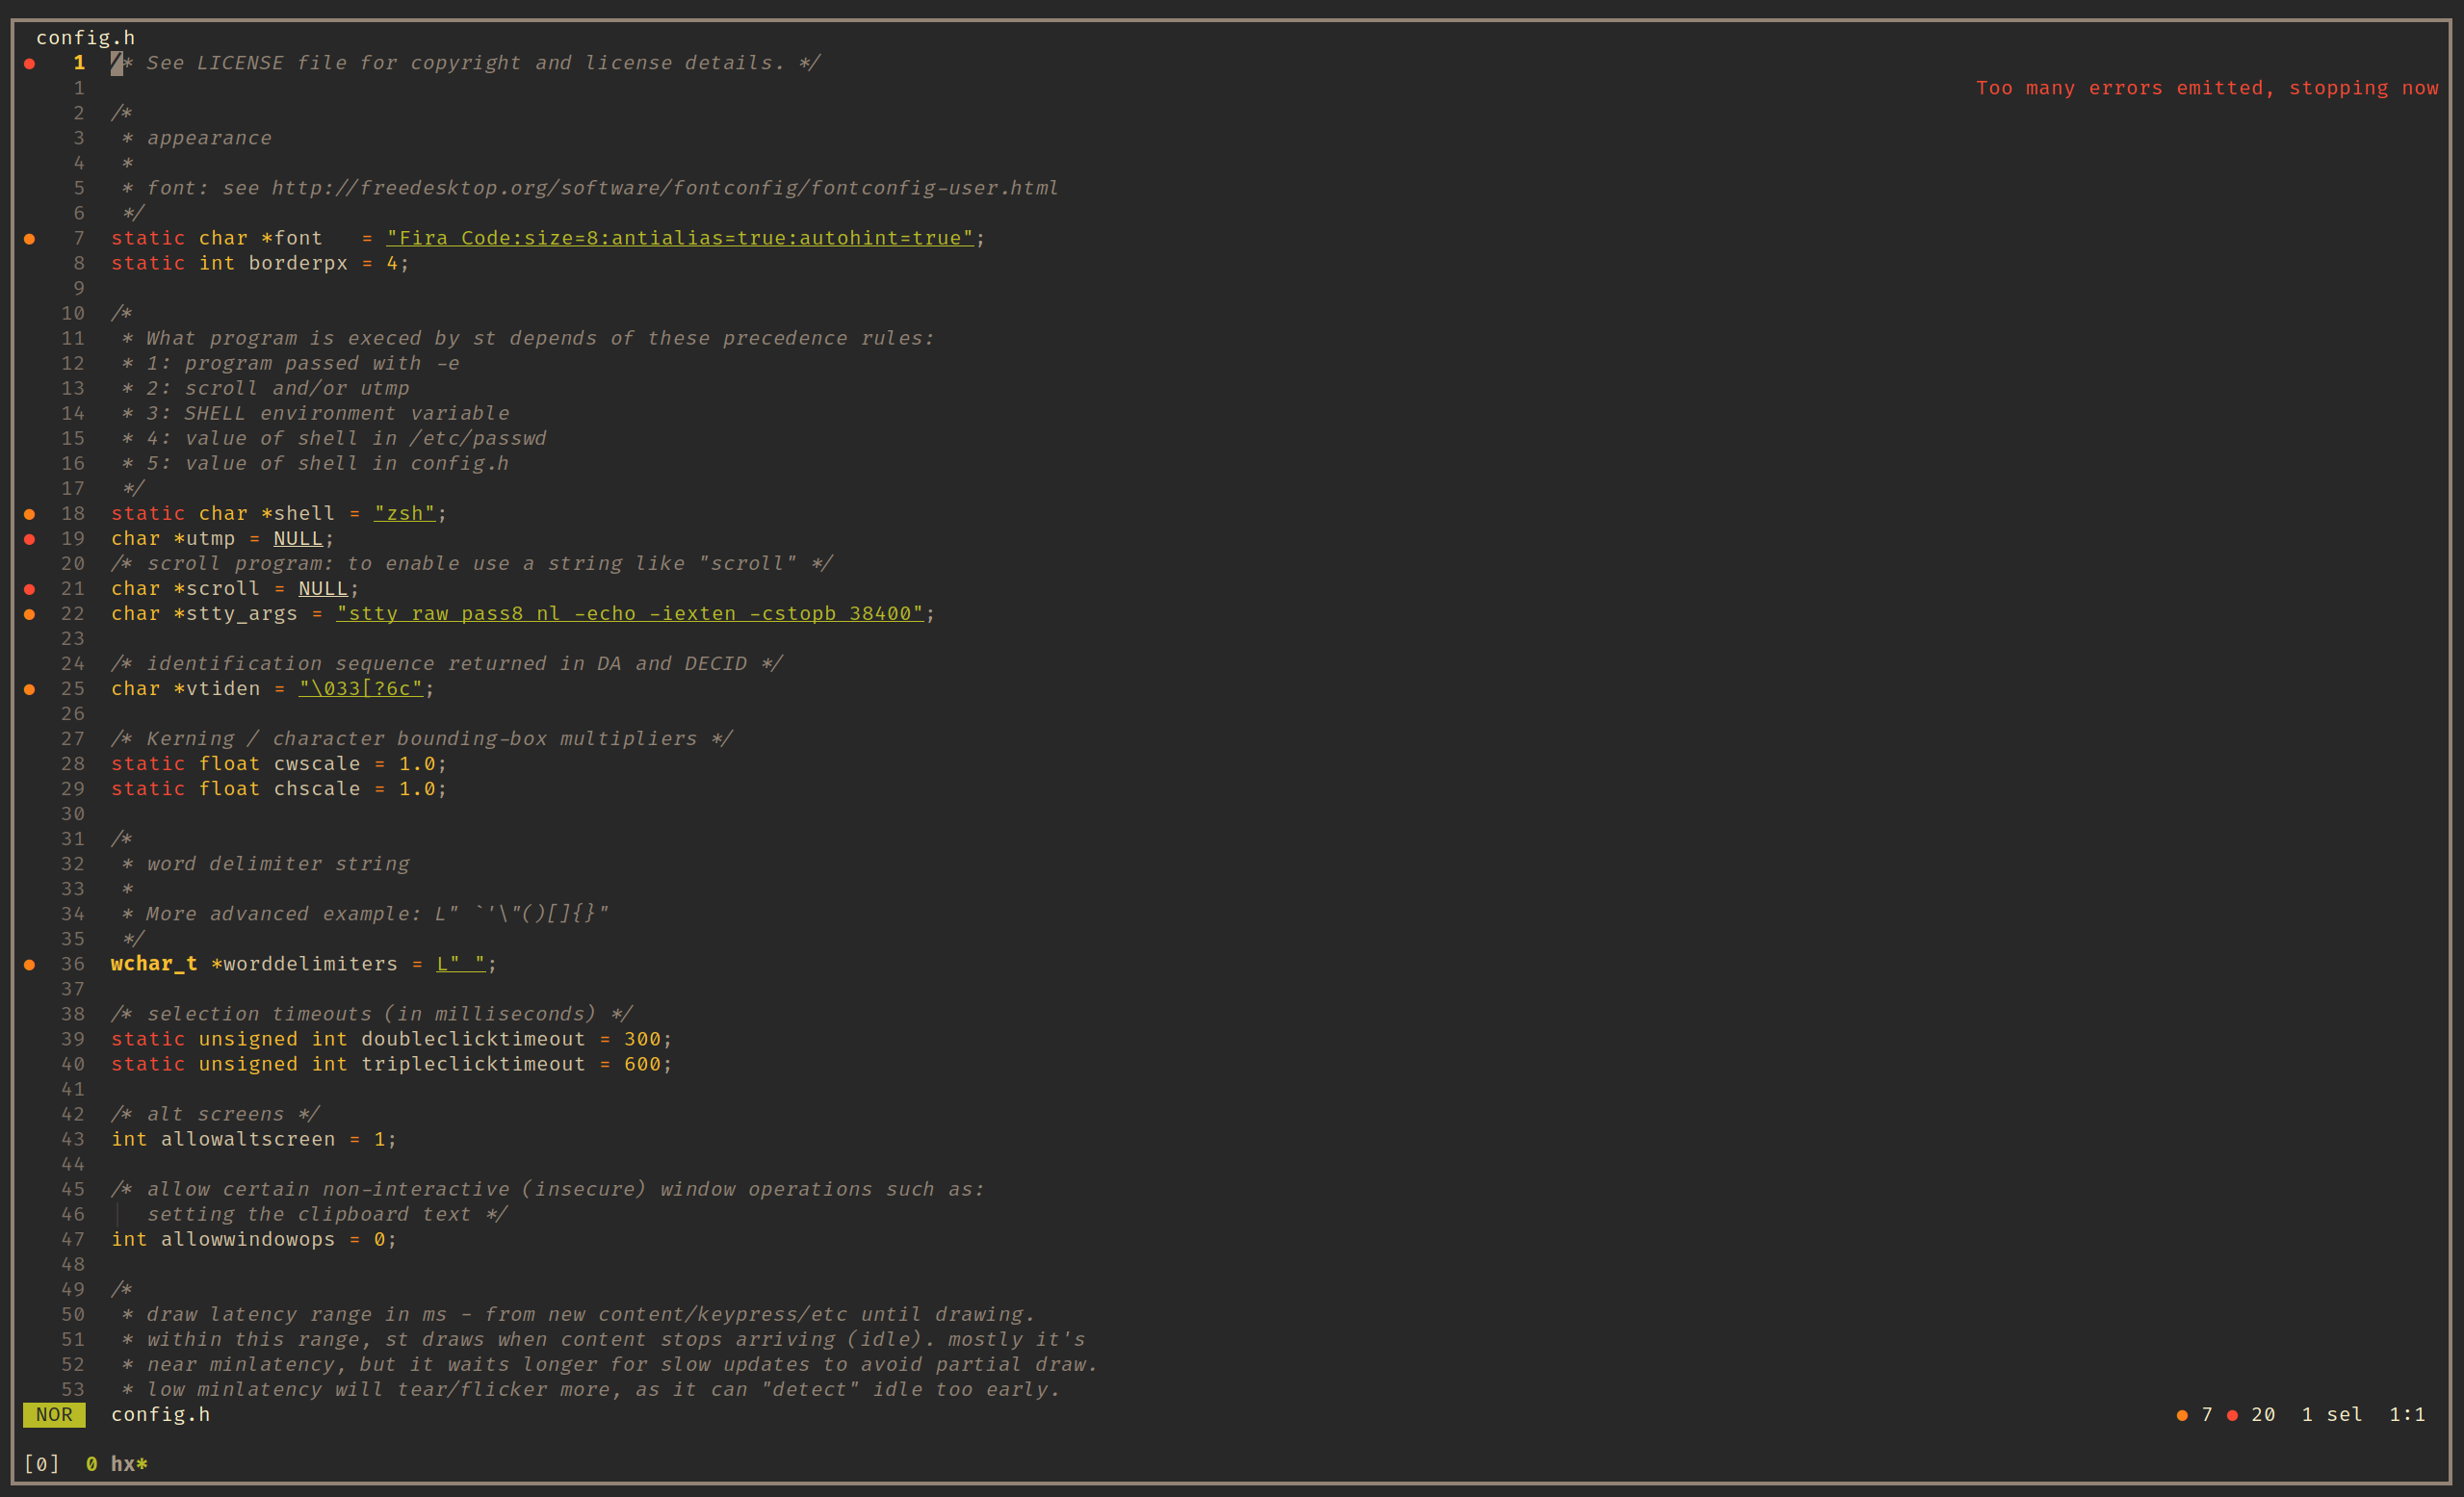 config.h
● 1 /* See LICENSE file for copyright and license details. */
1 Too many errors emitted, stopping now
2 /*
3  * appearance
4  *
5  * font: see http://freedesktop.org/software/fontconfig/fontconfig-user.html
6  */
● 7 static char *font   = "Fira Code:size=8:antialias=true:autohint=true";
8 static int borderpx = 4;
9
10 /*
11  * What program is execed by st depends of these precedence rules:
12  * 1: program passed with -e
13  * 2: scroll and/or utmp
14  * 3: SHELL environment variable
15  * 4: value of shell in /etc/passwd
16  * 5: value of shell in config.h
17  */
● 18 static char *shell = "zsh";
● 19 char *utmp = NULL;
20 /* scroll program: to enable use a string like "scroll" */
● 21 char *scroll = NULL;
● 22 char *stty_args = "stty raw pass8 nl -echo -iexten -cstopb 38400";
23
24 /* identification sequence returned in DA and DECID */
● 25 char *vtiden = "\033[?6c";
26
27 /* Kerning / character bounding-box multipliers */
28 static float cwscale = 1.0;
29 static float chscale = 1.0;
30
31 /*
32  * word delimiter string
33  *
34  * More advanced example: L" `'\"()[]{}"
35  */
● 36 wchar_t *worddelimiters = L" ";
37
38 /* selection timeouts (in milliseconds) */
39 static unsigned int doubleclicktimeout = 300;
40 static unsigned int tripleclicktimeout = 600;
41
42 /* alt screens */
43 int allowaltscreen = 1;
44
45 /* allow certain non-interactive (insecure) window operations such as:
46    setting the clipboard text */
47 int allowwindowops = 0;
48
49 /*
50  * draw latency range in ms - from new content/keypress/etc until drawing.
51  * within this range, st draws when content stops arriving (idle). mostly it's
52  * near minlatency, but it waits longer for slow updates to avoid partial draw.
53  * low minlatency will tear/flicker more, as it can "detect" idle too early.
NOR config.h ● 7 ● 20 1 sel 1:1
[0] 0 hx*